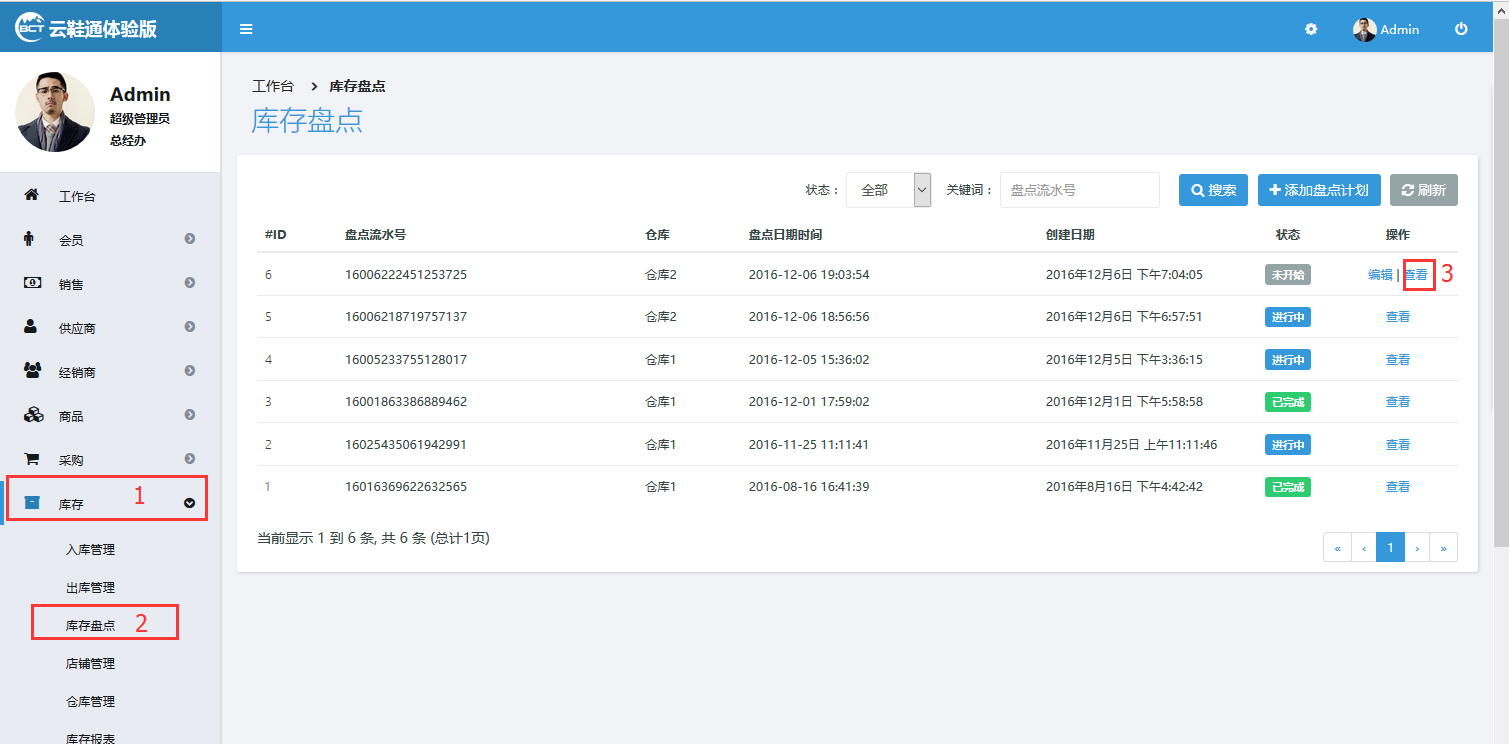 BCT 云鞋通体验版
Admin
Admin
超级管理员
总经办
工作台
会员
销售
供应商
经销商
商品
采购
库存 1
入库管理
出库管理
库存盘点 2
店铺管理
仓库管理
库存报表
工作台 > 库存盘点
库存盘点
状态： 全部 关键词： 盘点流水号 搜索 添加盘点计划 刷新
#ID 盘点流水号 仓库 盘点日期时间 创建日期 状态 操作
6 16006222451253725 仓库2 2016-12-06 19:03:54 2016年12月6日 下午7:04:05 未开始 编辑 | 查看 3
5 16006218719757137 仓库2 2016-12-06 18:56:56 2016年12月6日 下午6:57:51 进行中 查看
4 16005233755128017 仓库1 2016-12-05 15:36:02 2016年12月5日 下午3:36:15 进行中 查看
3 16001863386889462 仓库1 2016-12-01 17:59:02 2016年12月1日 下午5:58:58 已完成 查看
2 16025435061942991 仓库1 2016-11-25 11:11:41 2016年11月25日 上午11:11:46 进行中 查看
1 16016369622632565 仓库1 2016-08-16 16:41:39 2016年8月16日 下午4:42:42 已完成 查看
当前显示 1 到 6 条, 共 6 条 (总计1页)
« ‹ 1 › »